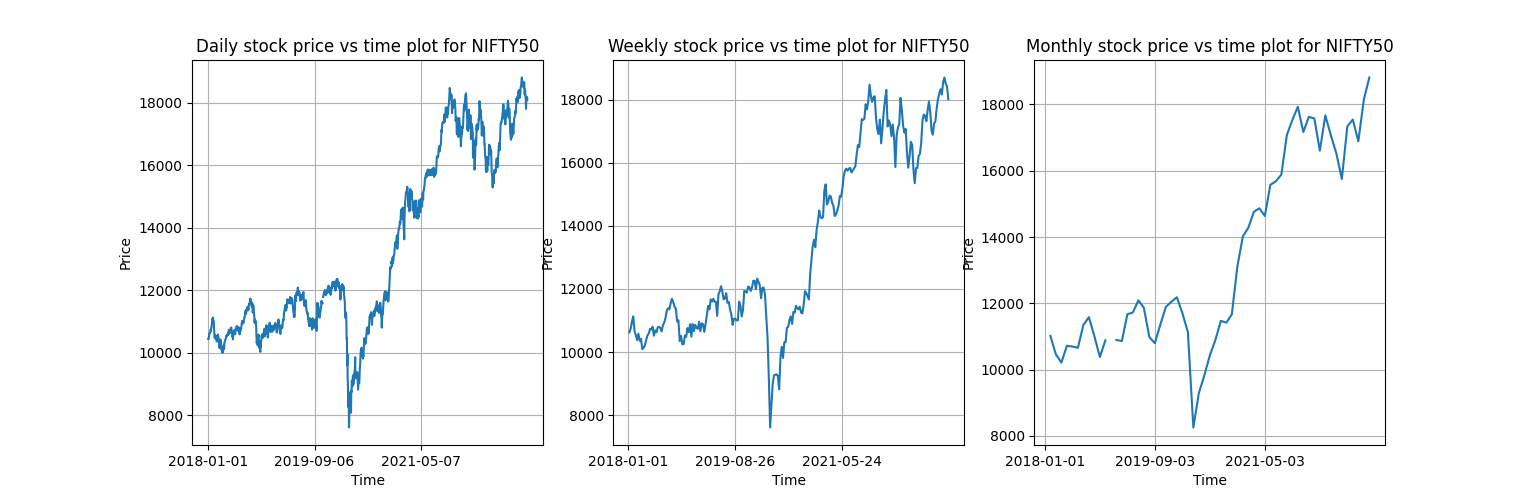 Daily stock price vs time plot for NIFTY50
Price
18000
16000
14000
12000
10000
8000
2018-01-01 2019-09-06 2021-05-07
Time
Weekly stock price vs time plot for NIFTY50
Price
18000
16000
14000
12000
10000
8000
2018-01-01 2019-08-26 2021-05-24
Time
Monthly stock price vs time plot for NIFTY50
Price
18000
16000
14000
12000
10000
8000
2018-01-01 2019-09-03 2021-05-03
Time